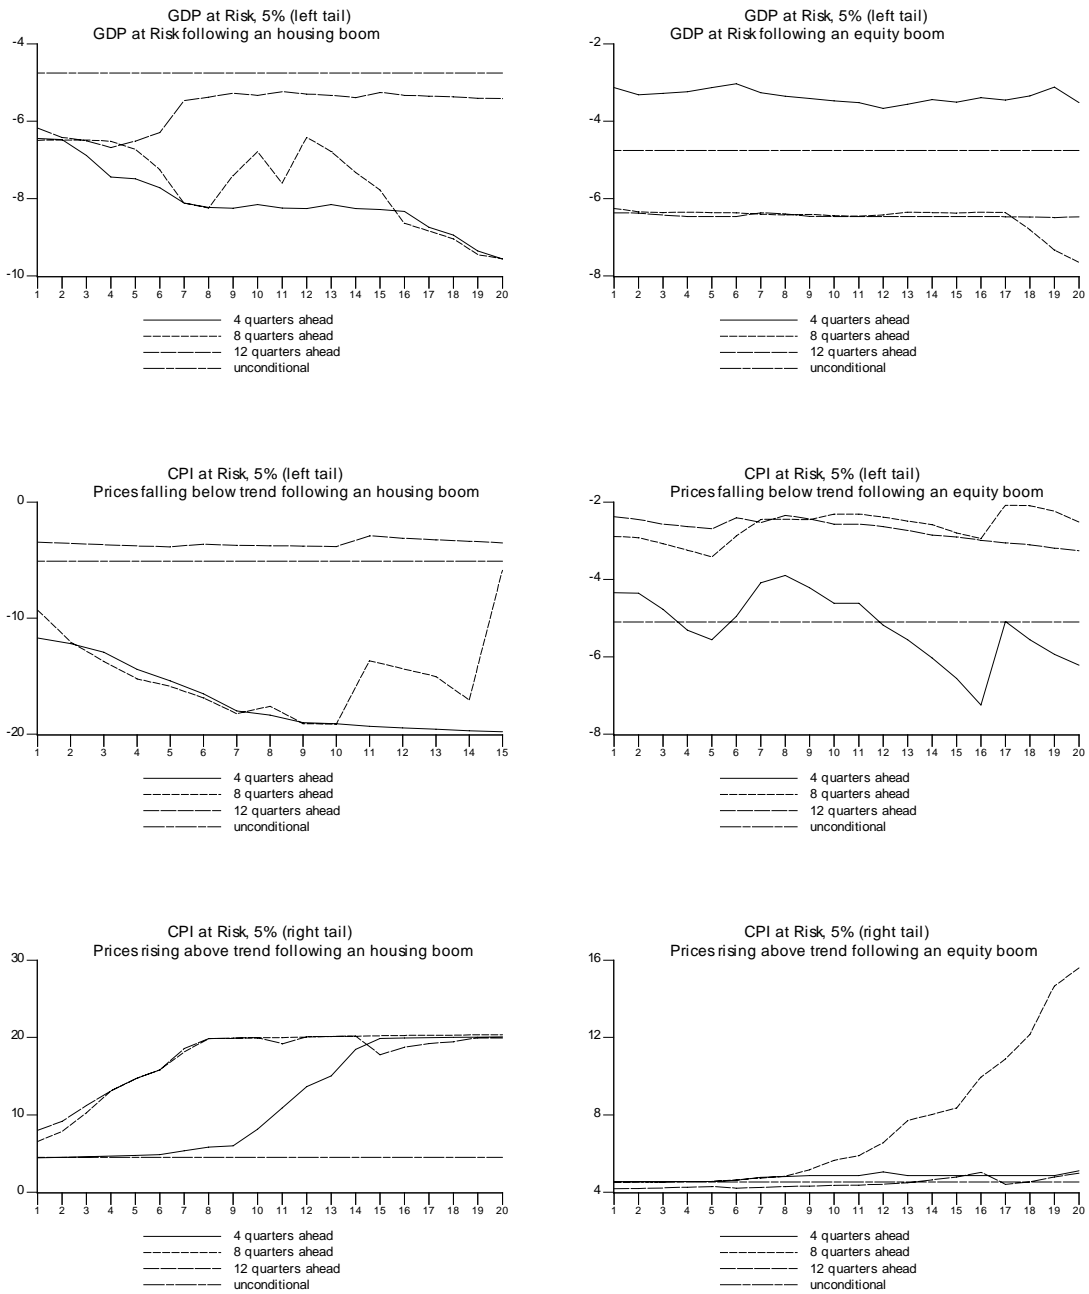 GDP at Risk, 5% (left tail)
GDP at Risk following an housing boom
-4
-6
-8
-10
1 2 3 4 5 6 7 8 9 10 11 12 13 14 15 16 17 18 19 20
4 quarters ahead
8 quarters ahead
12 quarters ahead
unconditional
GDP at Risk, 5% (left tail)
GDP at Risk following an equity boom
-2
-4
-6
-8
1 2 3 4 5 6 7 8 9 10 11 12 13 14 15 16 17 18 19 20
4 quarters ahead
8 quarters ahead
12 quarters ahead
unconditional
CPI at Risk, 5% (left tail)
Prices falling below trend following an housing boom
0
-10
-20
1 2 3 4 5 6 7 8 9 10 11 12 13 14 15
4 quarters ahead
8 quarters ahead
12 quarters ahead
unconditional
CPI at Risk, 5% (left tail)
Prices falling below trend following an equity boom
-2
-4
-6
-8
1 2 3 4 5 6 7 8 9 10 11 12 13 14 15 16 17 18 19 20
4 quarters ahead
8 quarters ahead
12 quarters ahead
unconditional
CPI at Risk, 5% (right tail)
Prices rising above trend following an housing boom
30
20
10
0
1 2 3 4 5 6 7 8 9 10 11 12 13 14 15 16 17 18 19 20
4 quarters ahead
8 quarters ahead
12 quarters ahead
unconditional
CPI at Risk, 5% (right tail)
Prices rising above trend following an equity boom
16
12
8
4
1 2 3 4 5 6 7 8 9 10 11 12 13 14 15 16 17 18 19 20
4 quarters ahead
8 quarters ahead
12 quarters ahead
unconditional